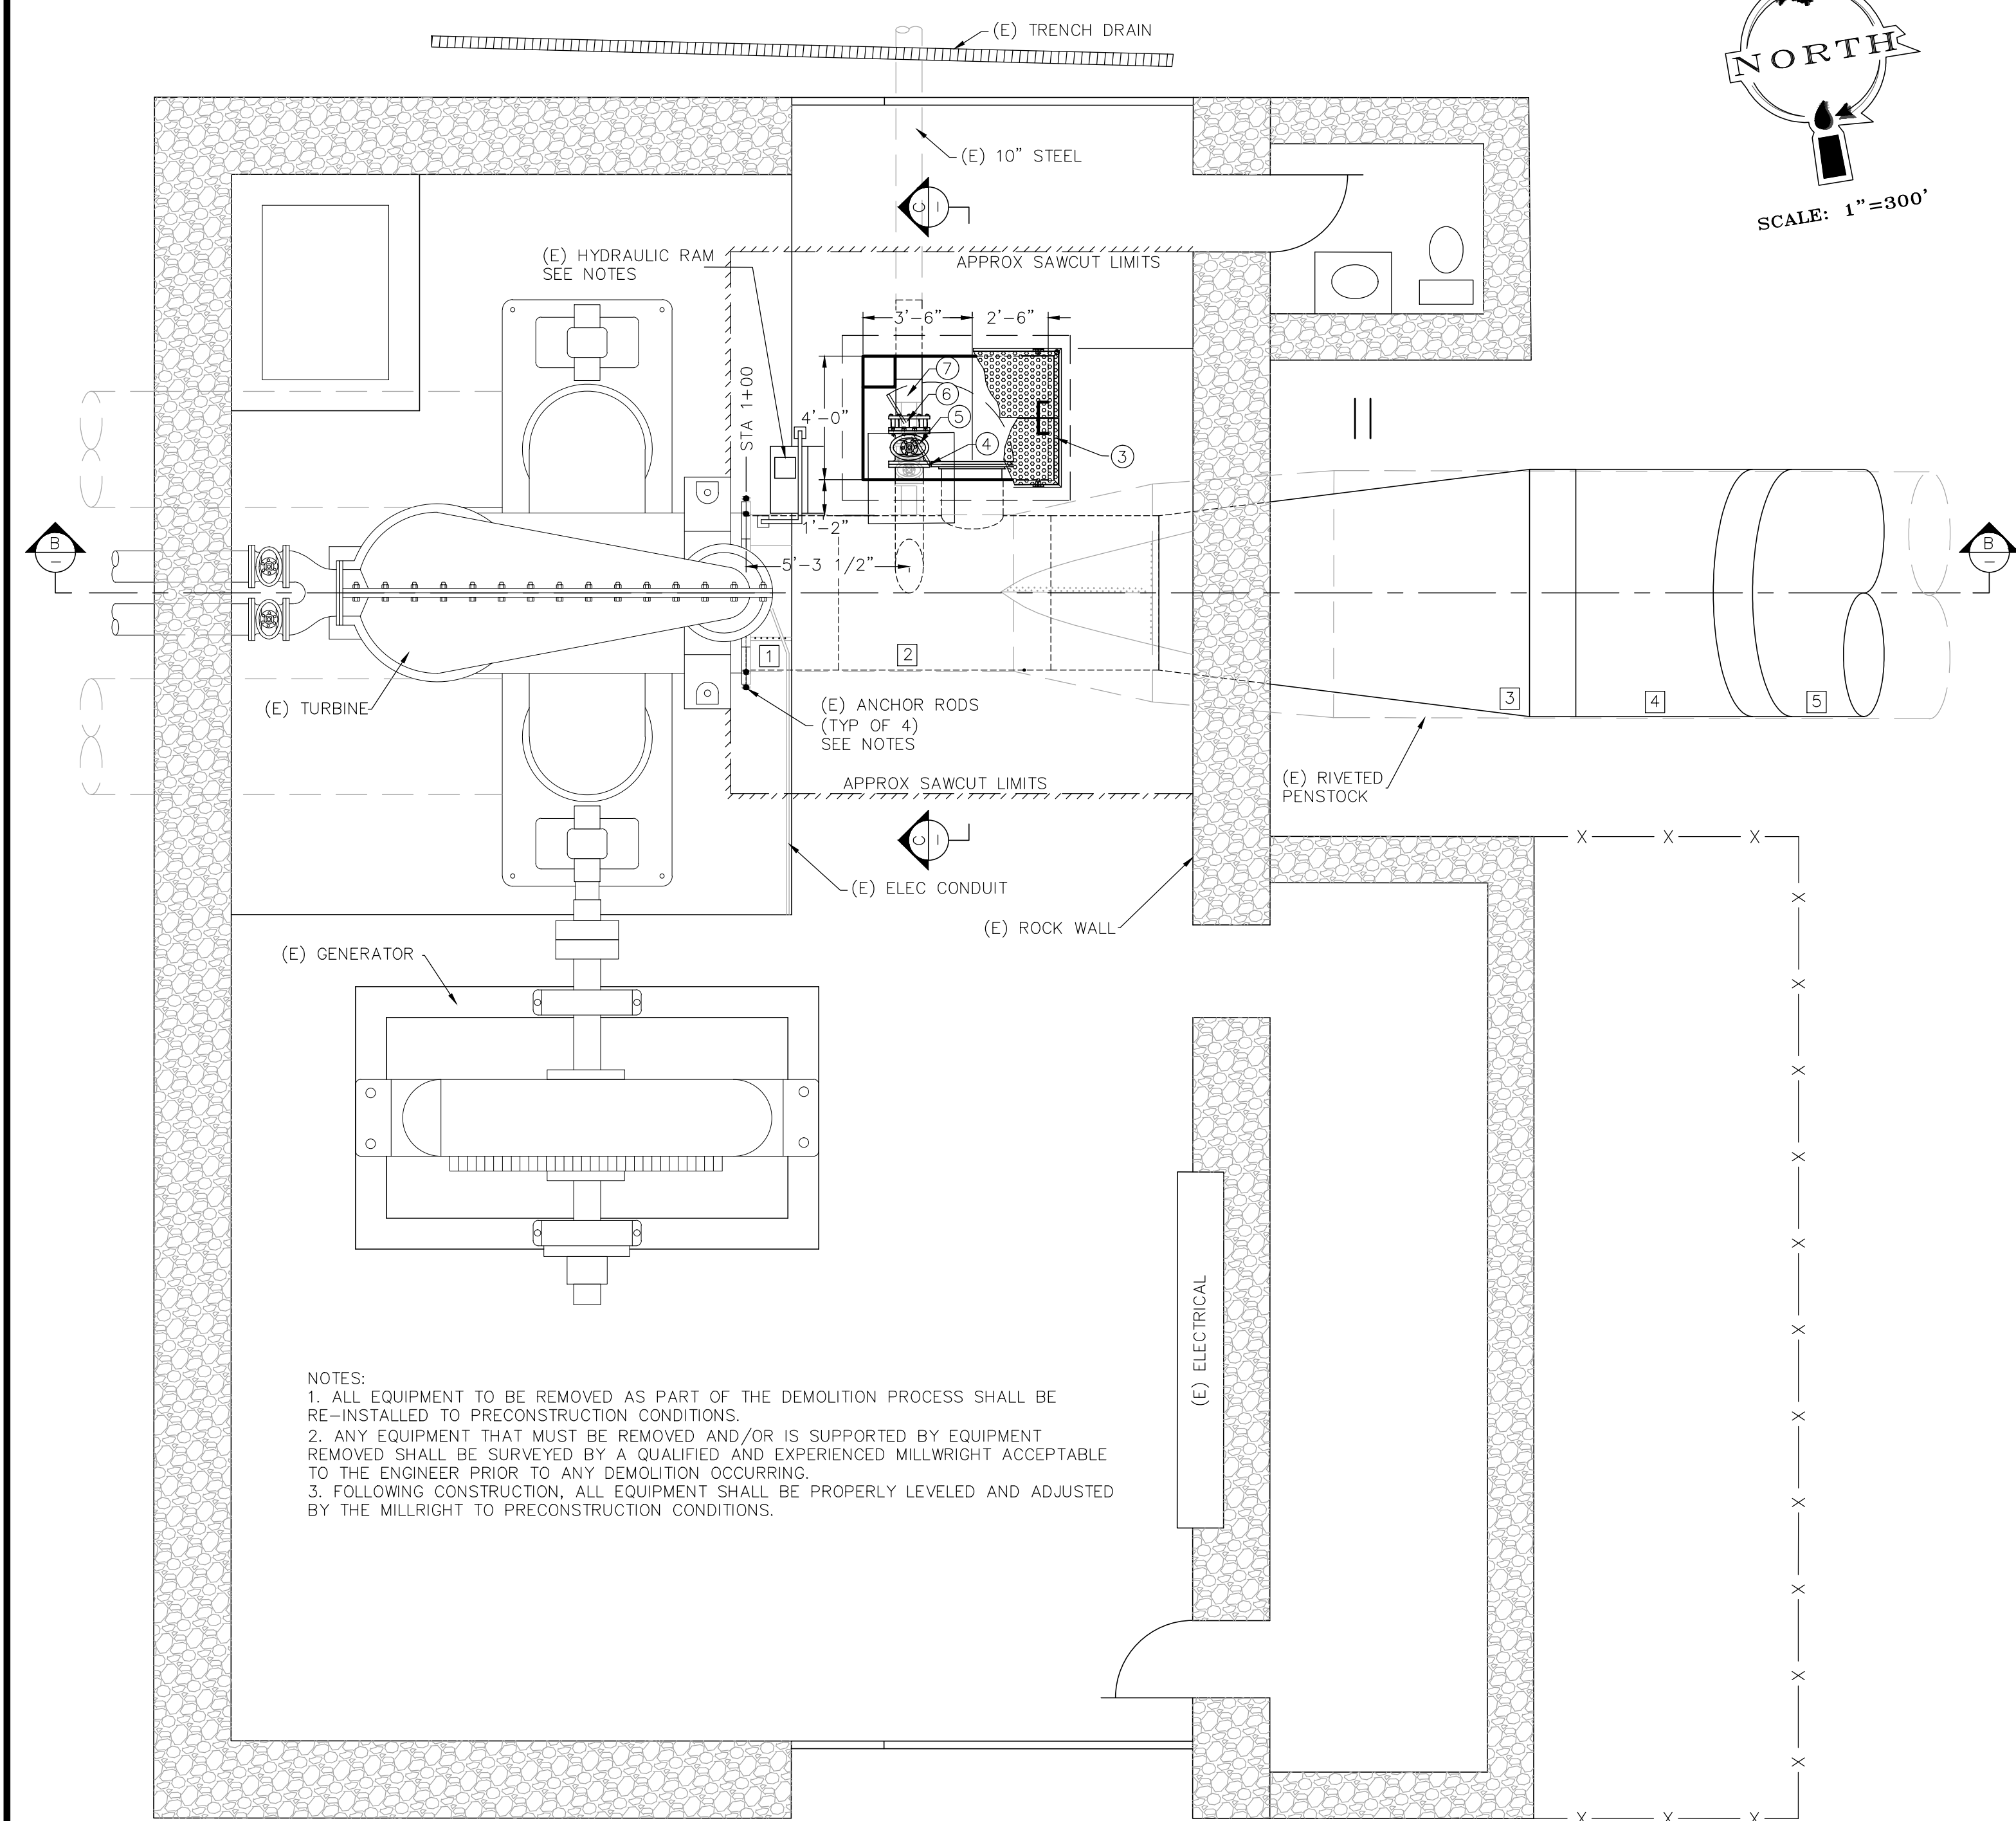 (E) TRENCH DRAIN
NORTH
SCALE: 1"=300'
(E) 10" STEEL
C
–
(E) HYDRAULIC RAM
SEE NOTES
APPROX SAWCUT LIMITS
3'-6"
2'-6"
STA 1+00
4'-0"
7
6
5
4
3
1'-2"
5'-3 1/2"
B
–
B
–
1
2
3
4
5
(E) TURBINE
(E) ANCHOR RODS
(TYP OF 4)
SEE NOTES
(E) RIVETED
PENSTOCK
APPROX SAWCUT LIMITS
C
–
X X X
(E) ELEC CONDUIT
(E) ROCK WALL
(E) GENERATOR
X
X
X
X
X
X
X
X
X
X
X
(E) ELECTRICAL
NOTES:
1. ALL EQUIPMENT TO BE REMOVED AS PART OF THE DEMOLITION PROCESS SHALL BE
RE-INSTALLED TO PRECONSTRUCTION CONDITIONS.
2. ANY EQUIPMENT THAT MUST BE REMOVED AND/OR IS SUPPORTED BY EQUIPMENT
REMOVED SHALL BE SURVEYED BY A QUALIFIED AND EXPERIENCED MILLWRIGHT ACCEPTABLE
TO THE ENGINEER PRIOR TO ANY DEMOLITION OCCURRING.
3. FOLLOWING CONSTRUCTION, ALL EQUIPMENT SHALL BE PROPERLY LEVELED AND ADJUSTED
BY THE MILLRIGHT TO PRECONSTRUCTION CONDITIONS.
X X X